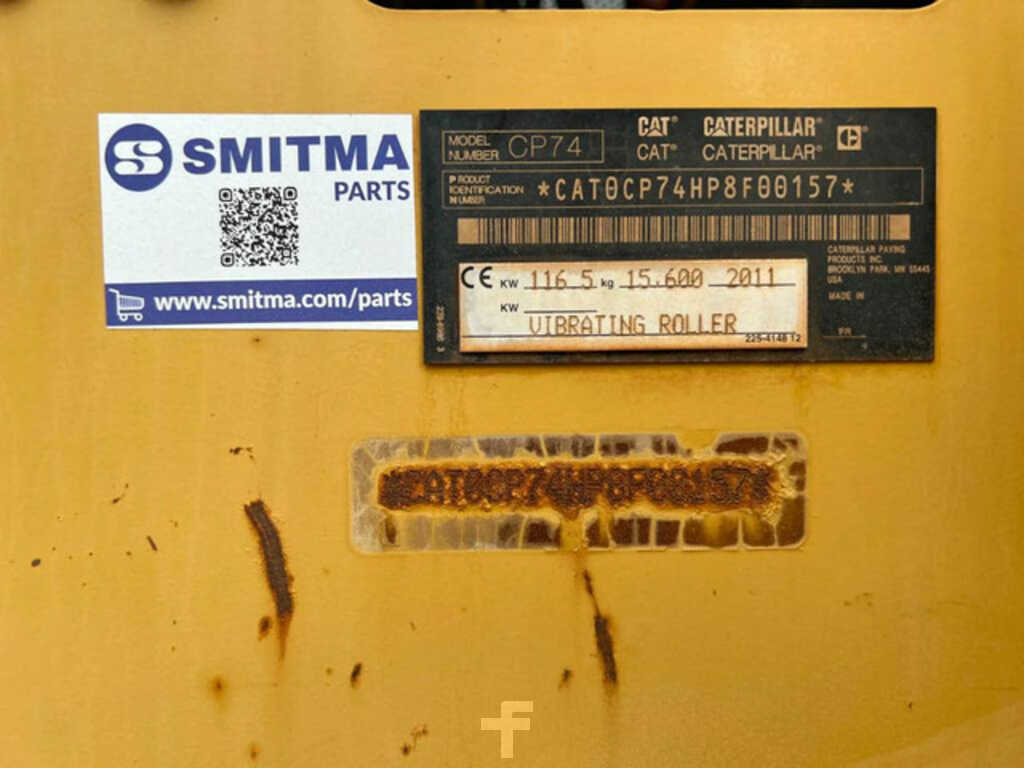 SMITMA
PARTS
www.smitma.com/parts
MODEL NUMBER CP74
CAT® CATERPILLAR®
CAT® CATERPILLAR®
PRODUCT IDENTIFICATION NUMBER *CAT0CP74HP8F00157*
CATERPILLAR PAVING
PRODUCTS INC.
BROOKLYN PARK, MN 55445
USA
MADE IN
CE KW 116.5 kg 15.600 2011
KW
VIBRATING ROLLER
225-4148 12
*CAT0CP74HP8F00157*